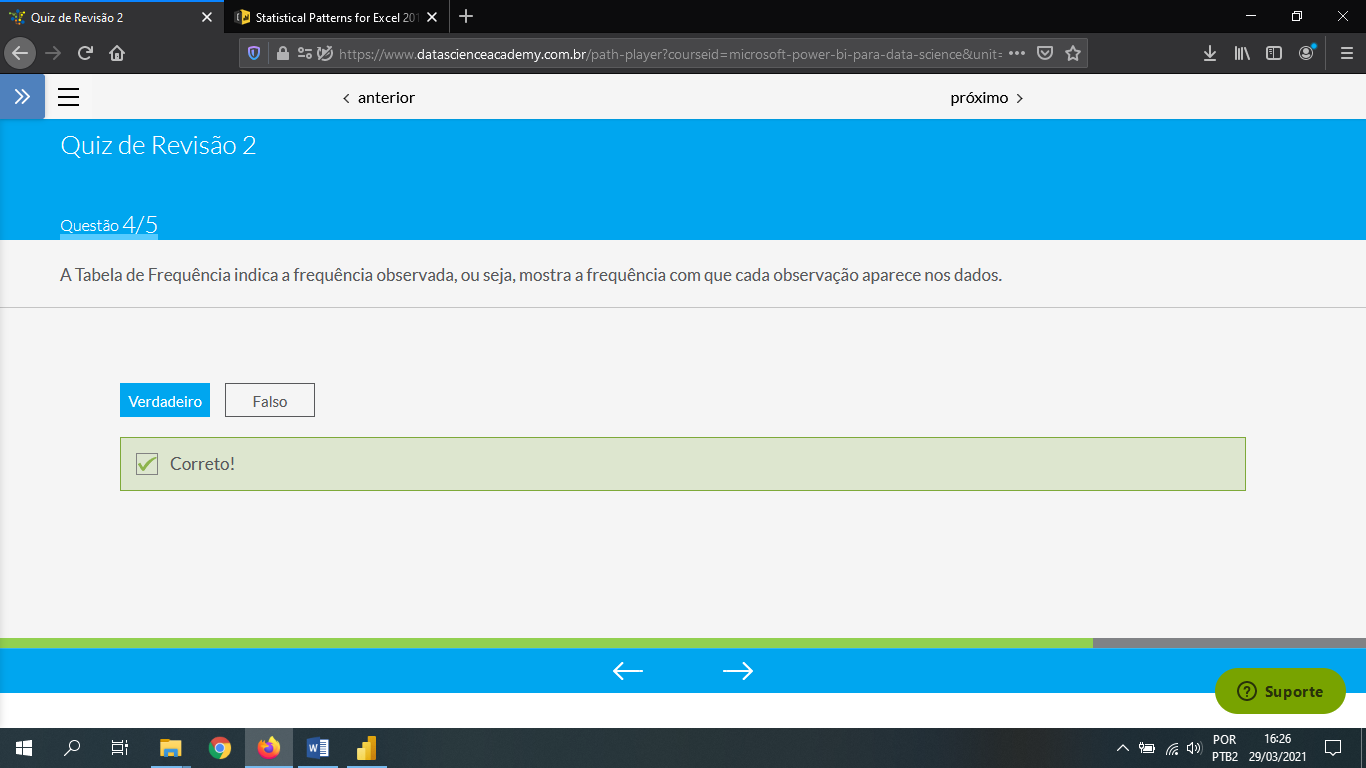 Quiz de Revisão 2
Statistical Patterns for Excel 201
https://www.datascienceacademy.com.br/path-player?courseid=microsoft-power-bi-para-data-science&unit=
anterior
próximo
Quiz de Revisão 2
Questão 4/5
A Tabela de Frequência indica a frequência observada, ou seja, mostra a frequência com que cada observação aparece nos dados.
Verdadeiro
Falso
Correto!
Suporte
POR
PTB2
16:26
29/03/2021